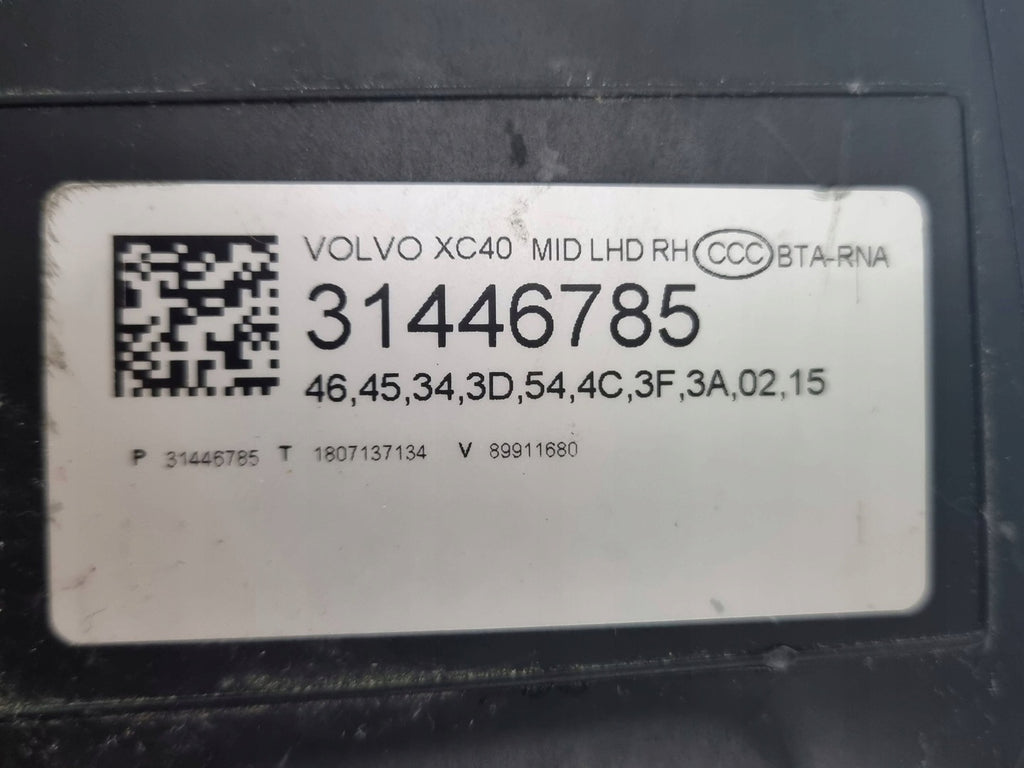 VOLVO XC40 MID LHD RH CCC BTA-RNA
31446785
46,45,34,3D,54,4C,3F,3A,02,15
P 31446785 T 1807137134 V 89911680